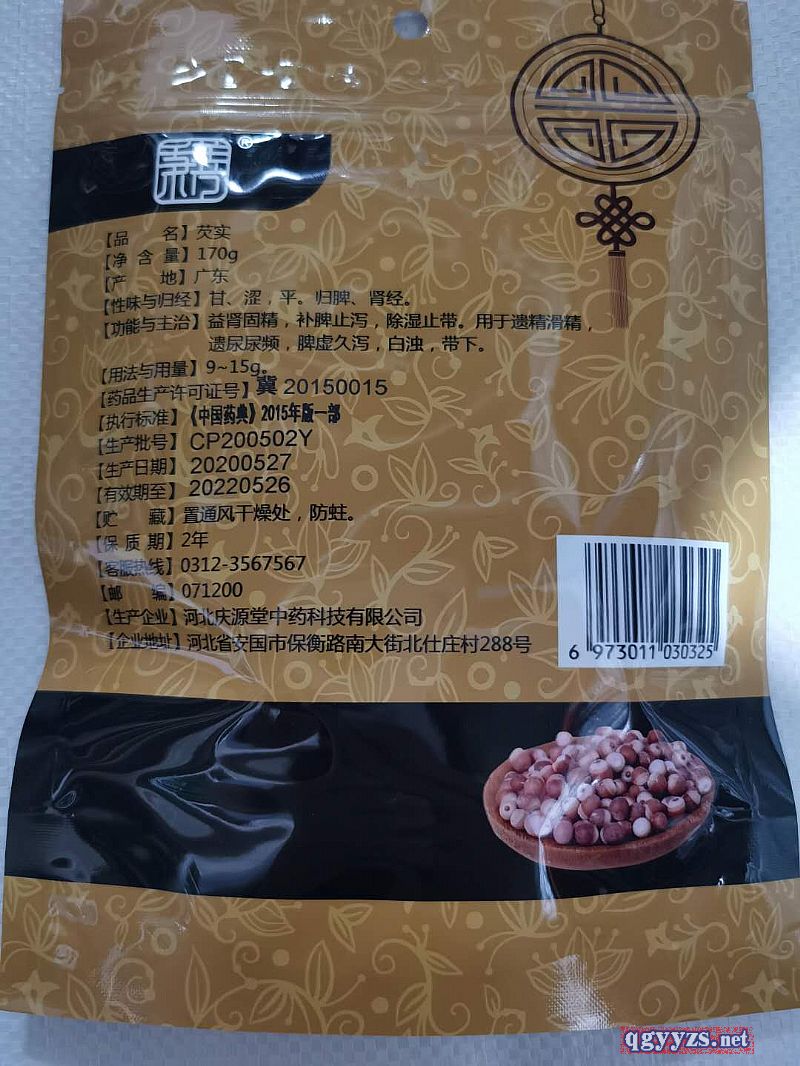 ®
【品 名】芡实
【净 含 量】170g
【产 地】广东
【性味与归经】甘、涩，平。归脾、肾经。
【功能与主治】益肾固精，补脾止泻，除湿止带。用于遗精滑精，
遗尿尿频，脾虚久泻，白浊，带下。
【用法与用量】9~15g。
【药品生产许可证号】冀 20150015
【执行标准】《中国药典》2015年版一部
【生产批号】CP200502Y
【生产日期】20200527
【有效期至】20220526
【贮 藏】置通风干燥处，防蛀。
【保 质 期】2年
【客服热线】0312-3567567
【邮 编】071200
【生产企业】河北庆源堂中药科技有限公司
【企业地址】河北省安国市保衡路南大街北仕庄村288号
6 973011 030325
qgyyzs.net